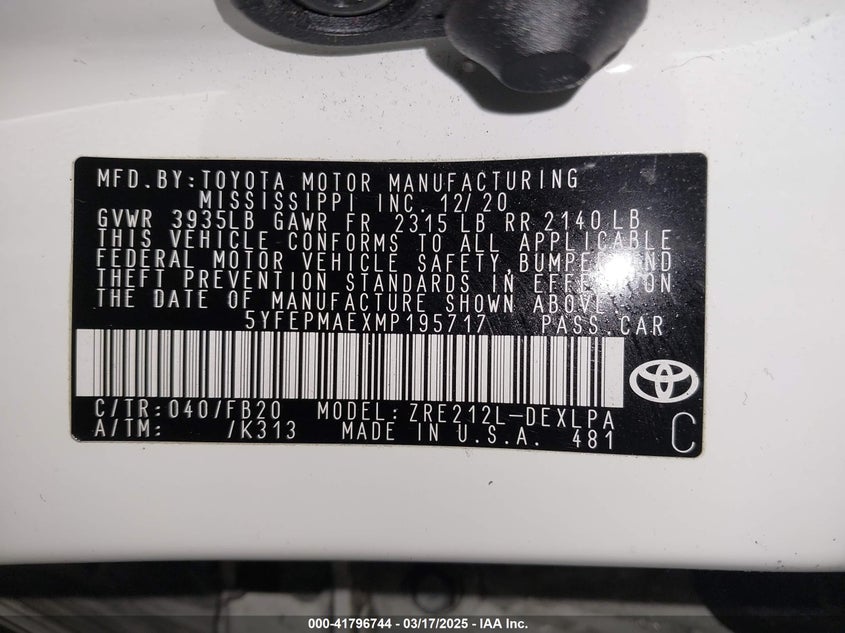 MFD.BY:TOYOTA MOTOR MANUFACTURING
MISSISSIPPI INC. 12/20
GVWR 3935LB GAWR FR 2315 LB RR 2140 LB
THIS VEHICLE CONFORMS TO ALL APPLICABLE
FEDERAL MOTOR VEHICLE SAFETY, BUMPER, AND
THEFT PREVENTION STANDARDS IN EFFECT ON
THE DATE OF MANUFACTURE SHOWN ABOVE.
5YFEPMAEXMP195717 PASS.CAR
C/TR:040/FB20 MODEL:ZRE212L-DEXLPA
A/TM: /K313 MADE IN U.S.A. 481
C
000-41796744 - 03/17/2025 - IAA Inc.